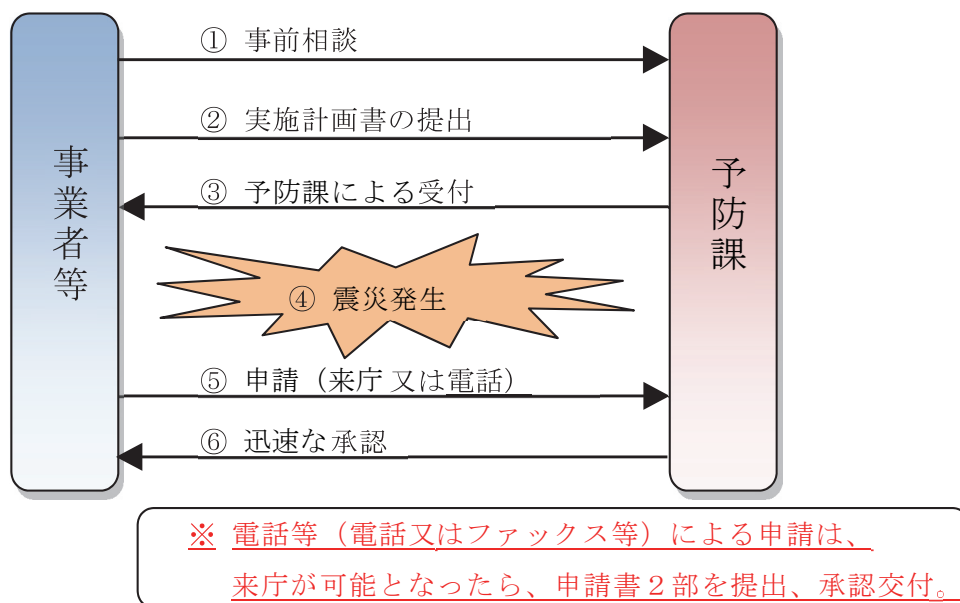 事業者等
予防課
① 事前相談
② 実施計画書の提出
③ 予防課による受付
④ 震災発生
⑤ 申請（来庁又は電話）
⑥ 迅速な承認
※ 電話等（電話又はファックス等）による申請は、
来庁が可能となったら、申請書２部を提出、承認交付。